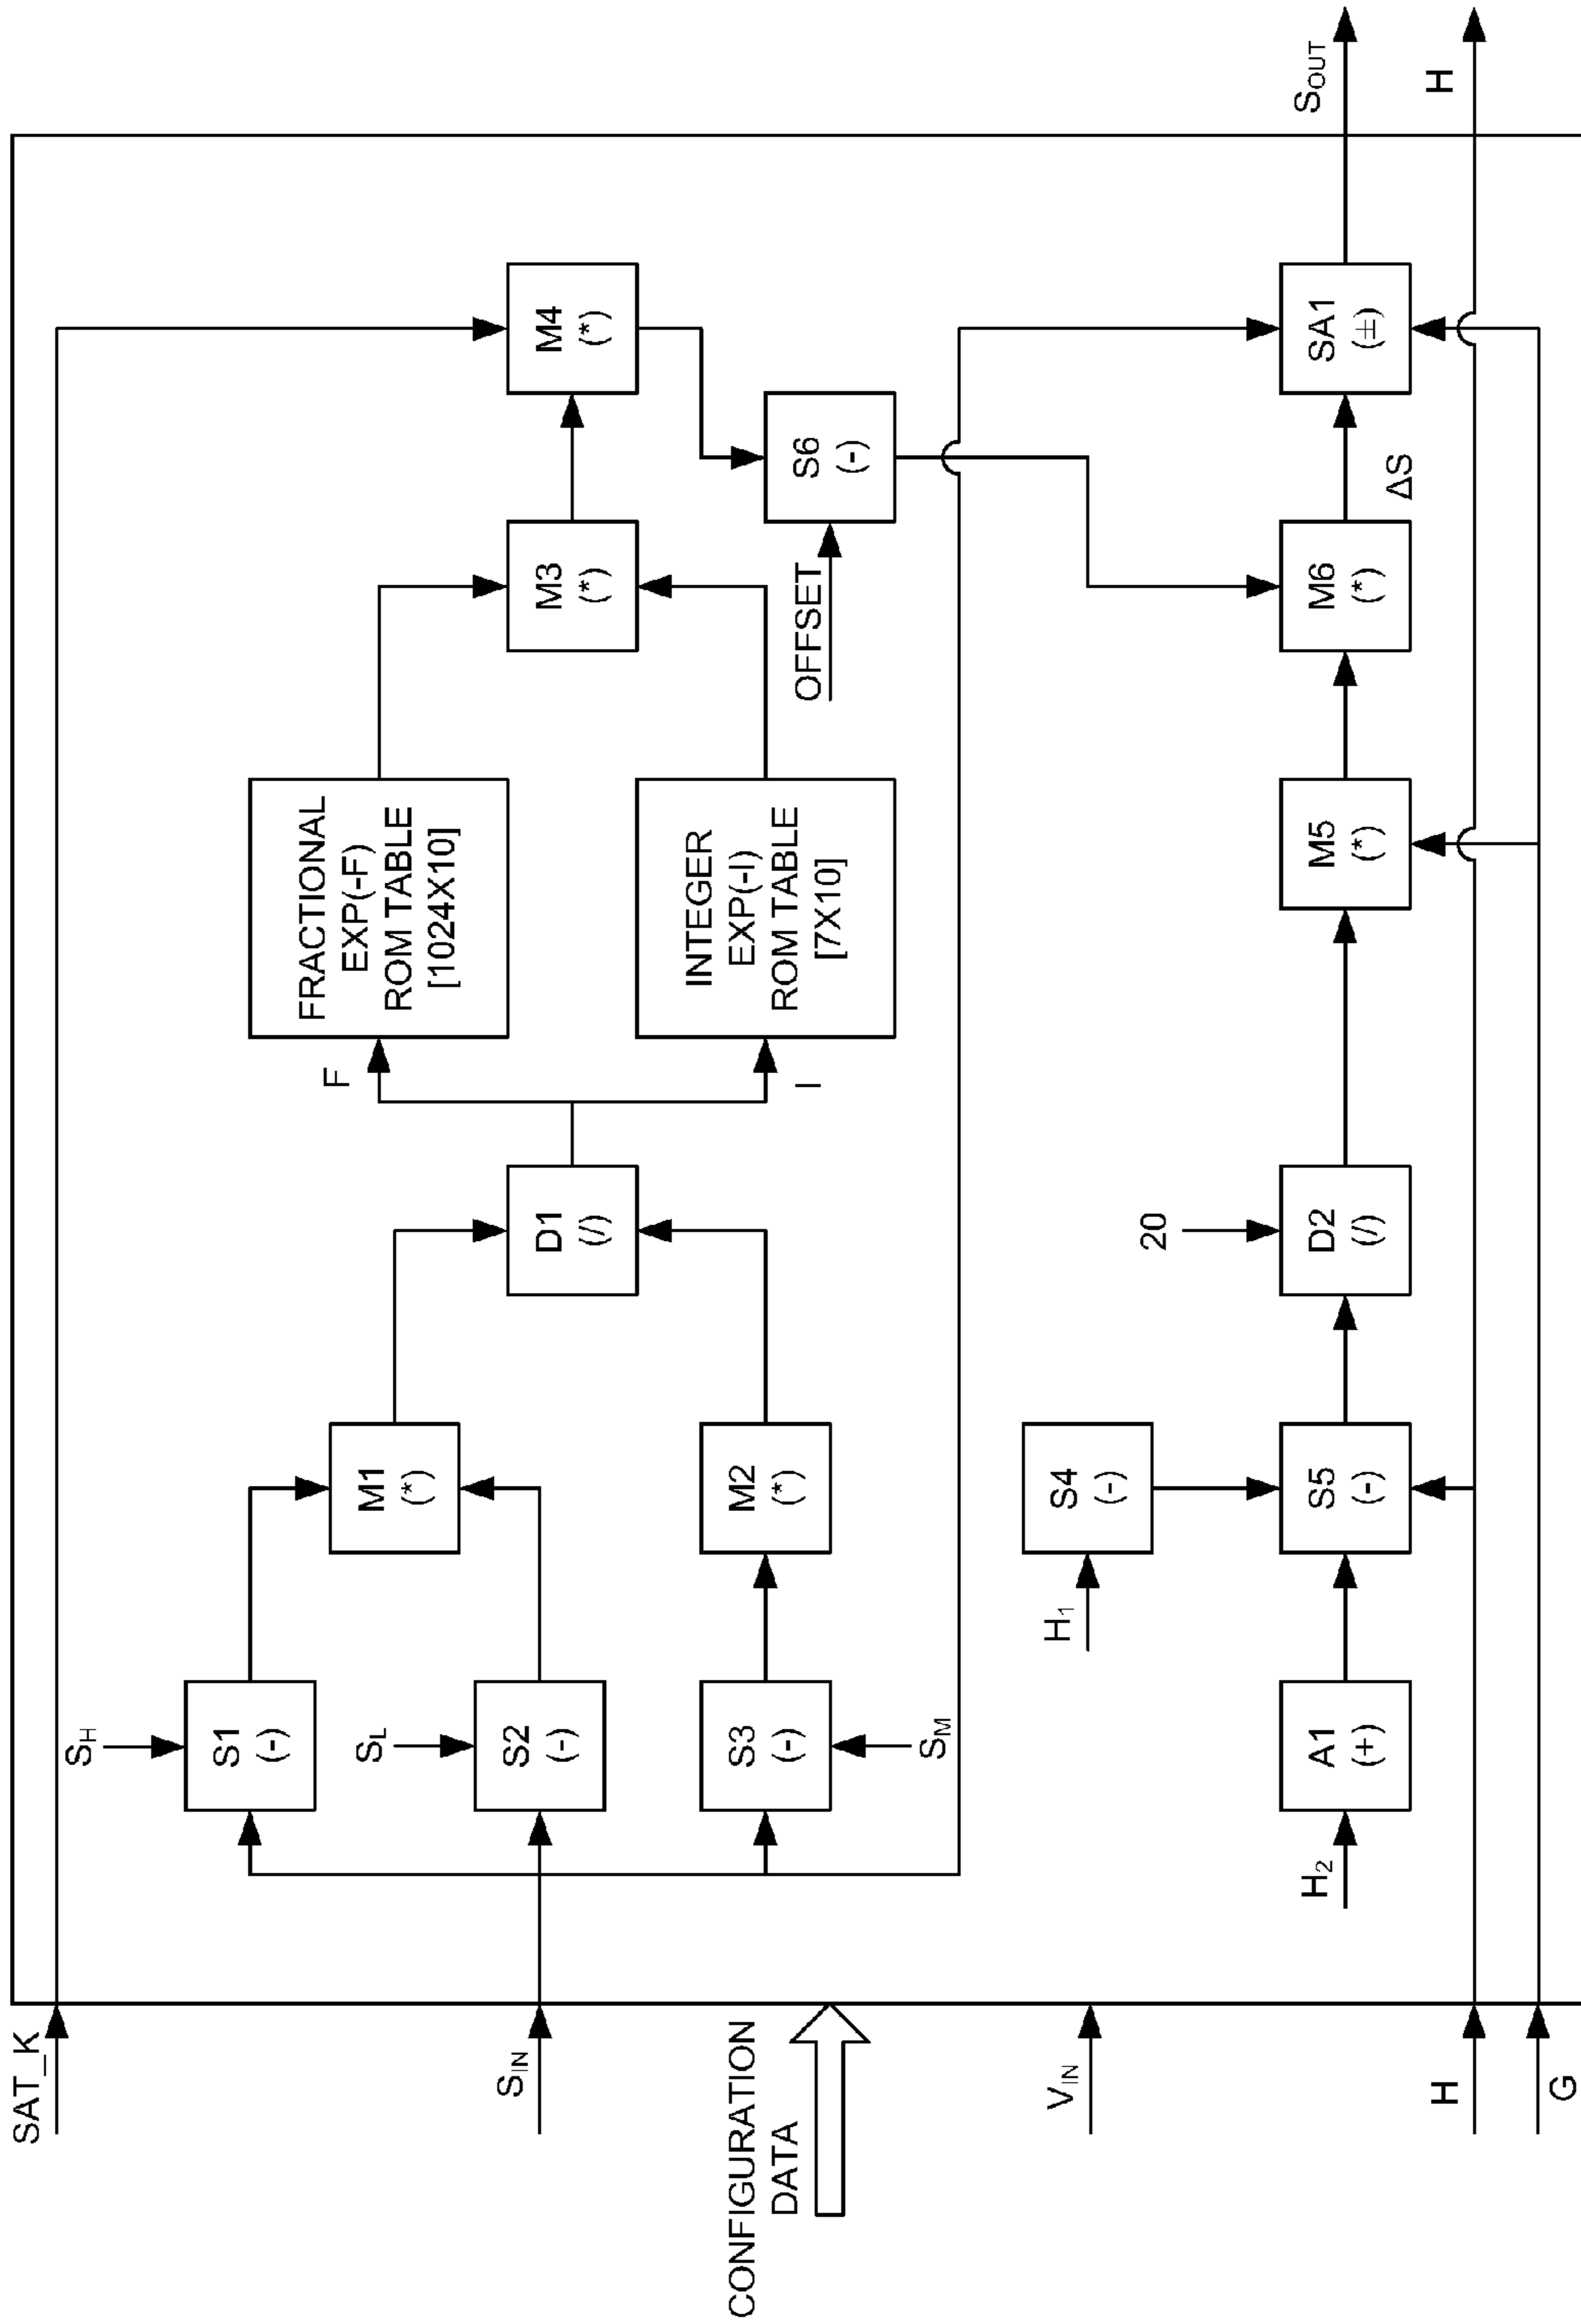 SAT_K
S_IN
CONFIGURATION
DATA
V_IN
H
G
S_H
S1
(-)
S_L
S2
(-)
S3
(-)
S_M
M1
(*)
M2
(*)
D1
(/)
F
I
FRACTIONAL
EXP(-F)
ROM TABLE
[1024X10]
INTEGER
EXP(-I)
ROM TABLE
[7X10]
M3
(*)
M4
(*)
OFFSET
S6
(-)
H₂
A1
(+)
H₁
S4
(-)
S5
(-)
20
D2
(/)
M5
(*)
M6
(*)
ΔS
SA1
(±)
S_OUT
H